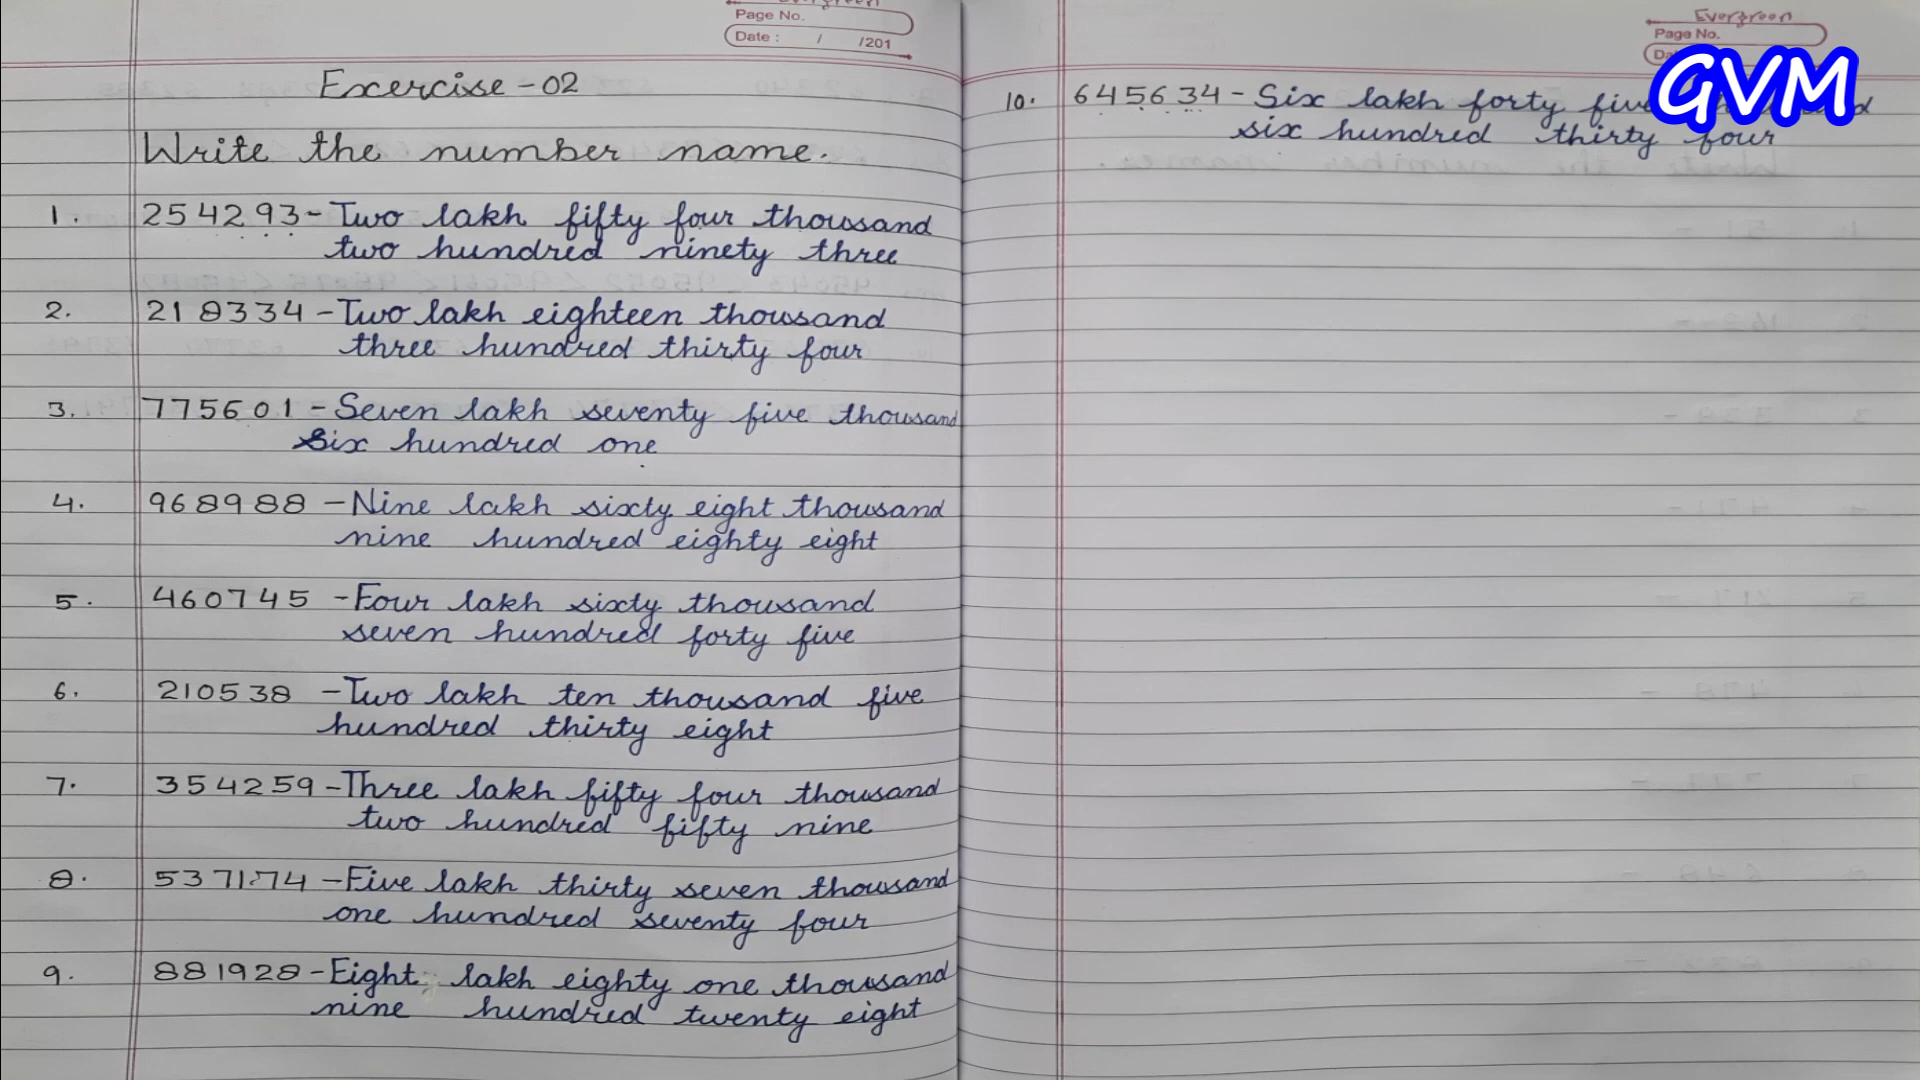 Evergreen
Page No.
Date : / /201
Excercise - 02
Write the number name.
1. 254293 - Two lakh fifty four thousand
two hundred ninety three
2. 218334 - Two lakh eighteen thousand
three hundred thirty four
3. 775601 - Seven lakh seventy five thousand
Six hundred one
4. 968988 - Nine lakh sixty eight thousand
nine hundred eighty eight
5. 460745 - Four lakh sixty thousand
seven hundred forty five
6. 210538 - Two lakh ten thousand five
hundred thirty eight
7. 354259 - Three lakh fifty four thousand
two hundred fifty nine
8. 537174 - Five lakh thirty seven thousand
one hundred seventy four
9. 881928 - Eight lakh eighty one thousand
nine hundred twenty eight
Evergreen
Page No.
GVM
10. 645634 - Six lakh forty five
six hundred thirty four